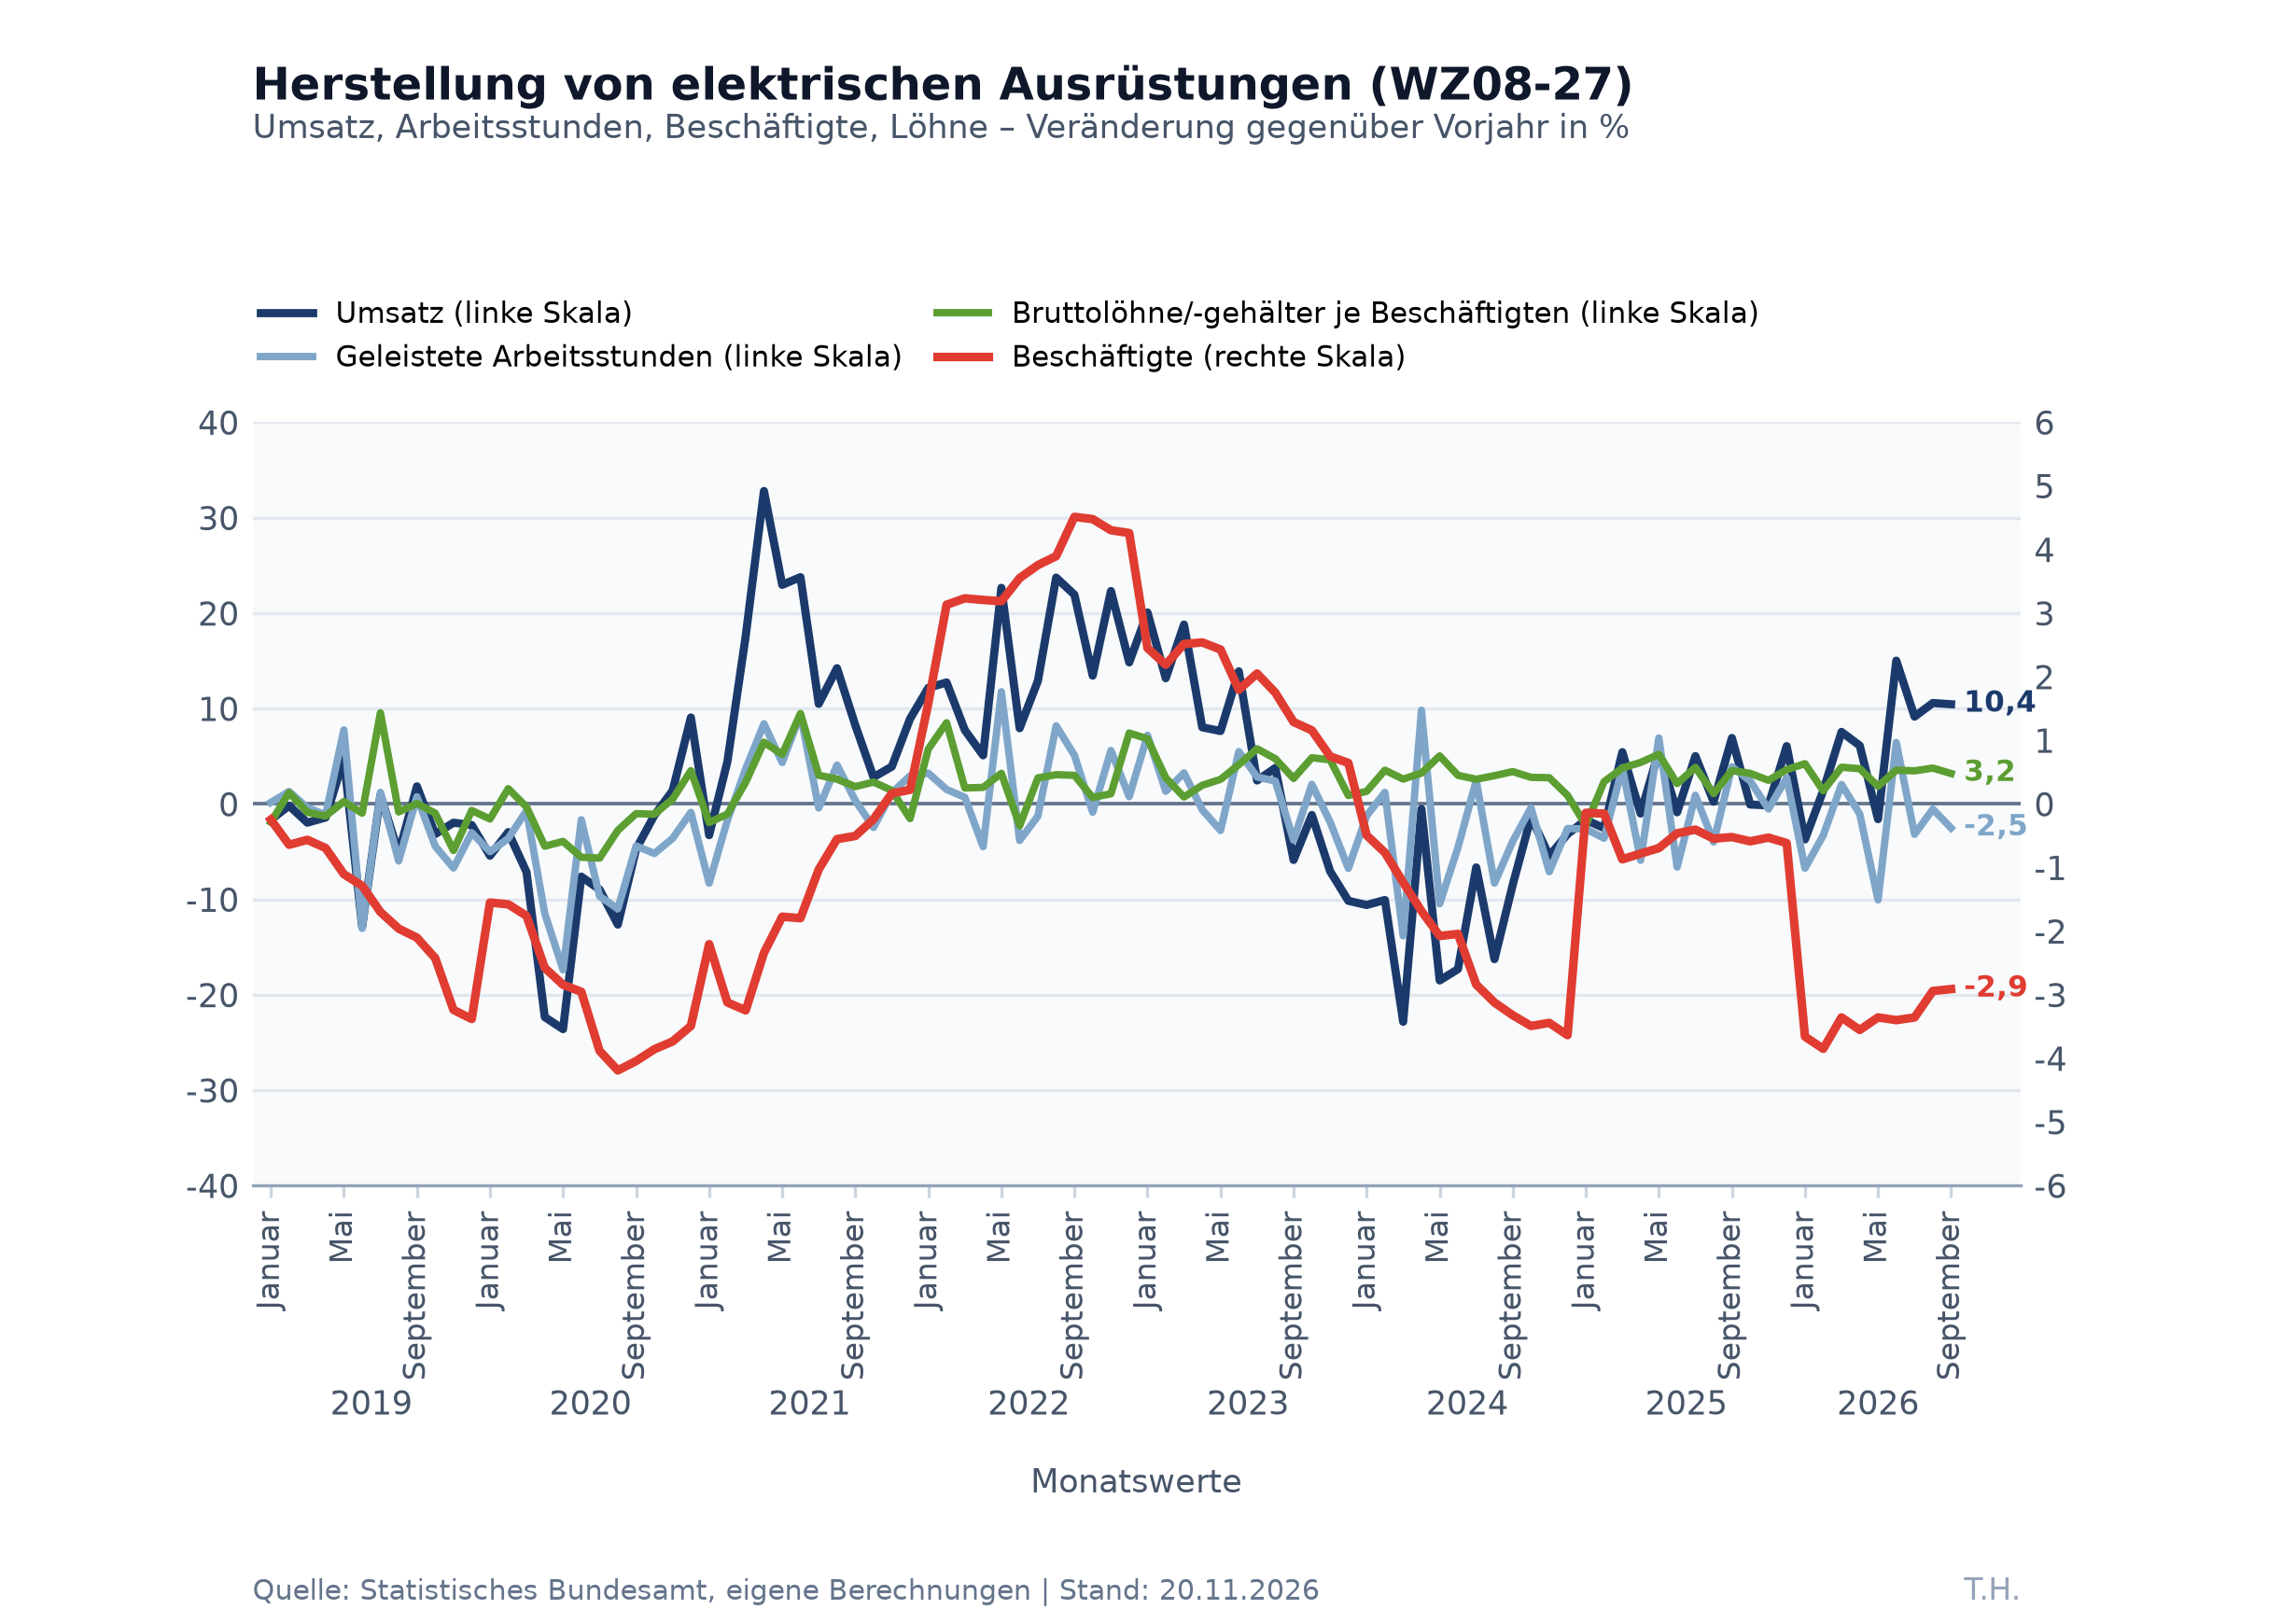 Herstellung von elektrischen Ausrüstungen (WZ08-27)
Umsatz, Arbeitsstunden, Beschäftigte, Löhne – Veränderung gegenüber Vorjahr in %
Umsatz (linke Skala)
Geleistete Arbeitsstunden (linke Skala)
Bruttolöhne/-gehälter je Beschäftigten (linke Skala)
Beschäftigte (rechte Skala)
40
30
20
10
0
-10
-20
-30
-40
6
5
4
3
2
1
0
-1
-2
-3
-4
-5
-6
10,4
3,2
-2,5
-2,9
Januar
Mai
September
Januar
Mai
September
Januar
Mai
September
Januar
Mai
September
Januar
Mai
September
Januar
Mai
September
Januar
Mai
September
Januar
Mai
September
2019
2020
2021
2022
2023
2024
2025
2026
Monatswerte
Quelle: Statistisches Bundesamt, eigene Berechnungen | Stand: 20.11.2026
T.H.